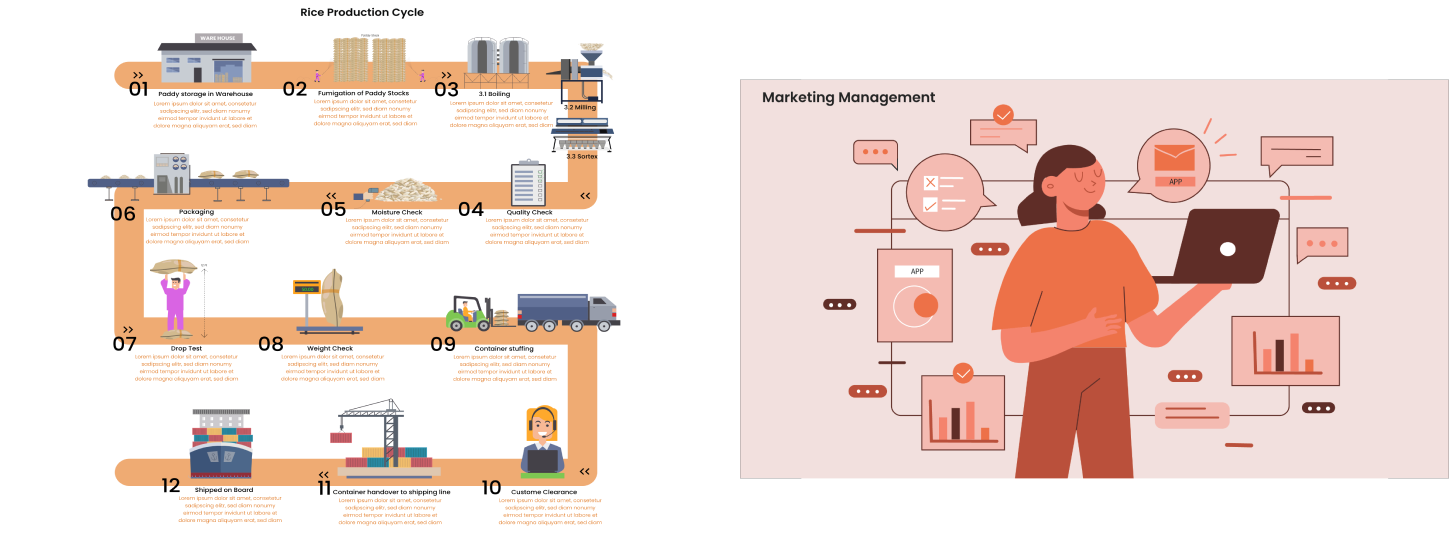 Rice Production Cycle
WARE HOUSE
01
Paddy storage in Warehouse
Lorem ipsum dolor sit amet, consetetur
sadipscing elitr, sed diam nonumy
eirmod tempor invidunt ut labore et
dolore magna aliquyam erat, sed diam
02
Fumigation of Paddy Stocks
Lorem ipsum dolor sit amet, consetetur
sadipscing elitr, sed diam nonumy
eirmod tempor invidunt ut labore et
dolore magna aliquyam erat, sed diam
03
3.1 Boiling
Lorem ipsum dolor sit amet, consetetur
sadipscing elitr, sed diam nonumy
eirmod tempor invidunt ut labore et
dolore magna aliquyam erat, sed diam
3.2 Milling
3.3 Sortex
06
Packaging
Lorem ipsum dolor sit amet, consetetur
sadipscing elitr, sed diam nonumy
eirmod tempor invidunt ut labore et
dolore magna aliquyam erat, sed diam
05
Moisture Check
Lorem ipsum dolor sit amet, consetetur
sadipscing elitr, sed diam nonumy
eirmod tempor invidunt ut labore et
dolore magna aliquyam erat, sed diam
04
Quality Check
Lorem ipsum dolor sit amet, consetetur
sadipscing elitr, sed diam nonumy
eirmod tempor invidunt ut labore et
dolore magna aliquyam erat, sed diam
07
Drop Test
Lorem ipsum dolor sit amet, consetetur
sadipscing elitr, sed diam nonumy
eirmod tempor invidunt ut labore et
dolore magna aliquyam erat, sed diam
08
Weight Check
Lorem ipsum dolor sit amet, consetetur
sadipscing elitr, sed diam nonumy
eirmod tempor invidunt ut labore et
dolore magna aliquyam erat, sed diam
09
Container stuffing
Lorem ipsum dolor sit amet, consetetur
sadipscing elitr, sed diam nonumy
eirmod tempor invidunt ut labore et
dolore magna aliquyam erat, sed diam
12
Shipped on Board
Lorem ipsum dolor sit amet, consetetur
sadipscing elitr, sed diam nonumy
eirmod tempor invidunt ut labore et
dolore magna aliquyam erat, sed diam
11
Container handover to shipping line
Lorem ipsum dolor sit amet, consetetur
sadipscing elitr, sed diam nonumy
eirmod tempor invidunt ut labore et
dolore magna aliquyam erat, sed diam
10
Custome Clearance
Lorem ipsum dolor sit amet, consetetur
sadipscing elitr, sed diam nonumy
eirmod tempor invidunt ut labore et
dolore magna aliquyam erat, sed diam
Marketing Management
APP
APP